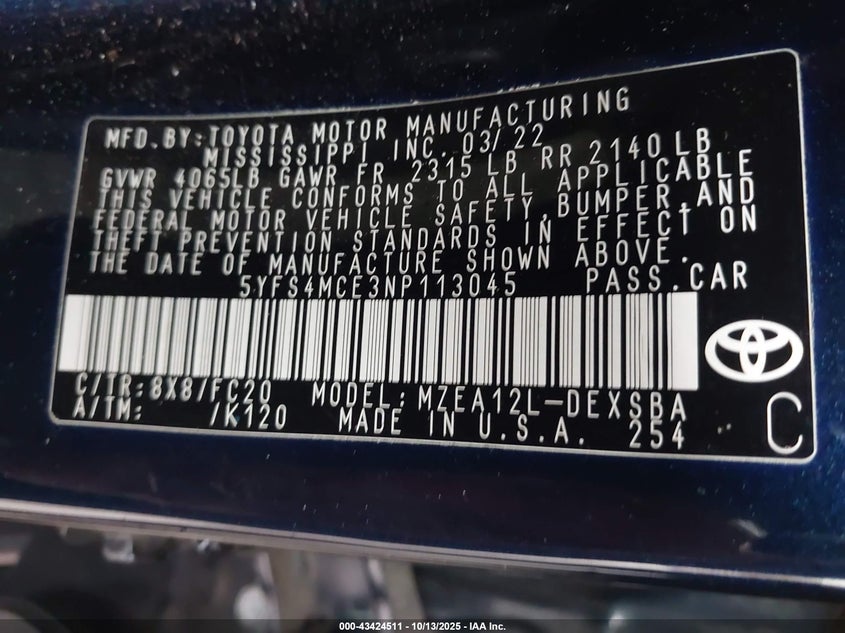 MFD.BY:TOYOTA MOTOR MANUFACTURING
MISSISSIPPI INC. 03/22
GVWR 4065LB GAWR FR 2315 LB RR 2140 LB
THIS VEHICLE CONFORMS TO ALL APPLICABLE
FEDERAL MOTOR VEHICLE SAFETY,BUMPER,AND
THEFT PREVENTION STANDARDS IN EFFECT ON
THE DATE OF MANUFACTURE SHOWN ABOVE.
5YFS4MCE3NP113045 PASS.CAR
C/TR:8X8/FC20 MODEL:MZEA12L-DEXSBA
A/TM: /K120 MADE IN U.S.A. 254
C
000-43424511 - 10/13/2025 - IAA Inc.